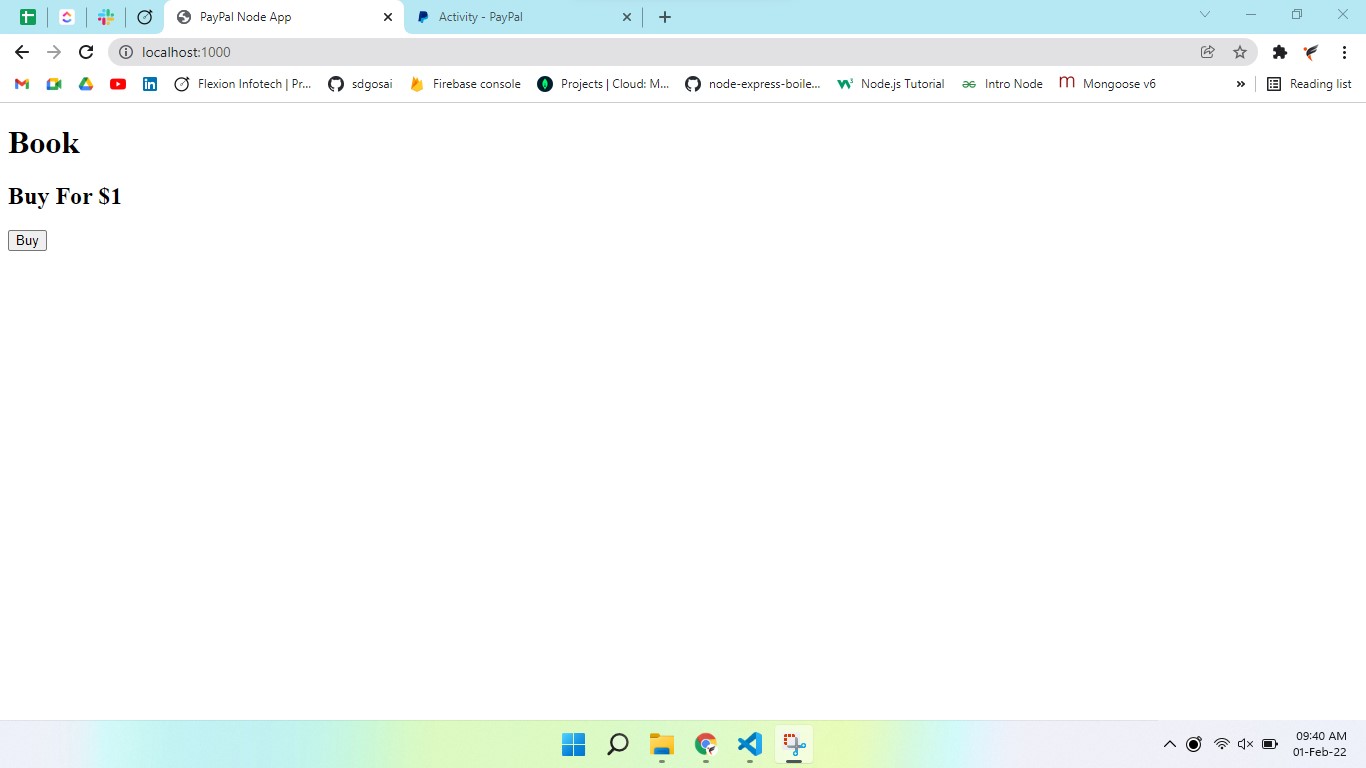 PayPal Node App
Activity - PayPal
localhost:1000
Flexion Infotech | Pr... sdgosai Firebase console Projects | Cloud: M... node-express-boile... Node.js Tutorial Intro Node Mongoose v6 » Reading list
Book
Buy For $1
Buy
09:40 AM
01-Feb-22